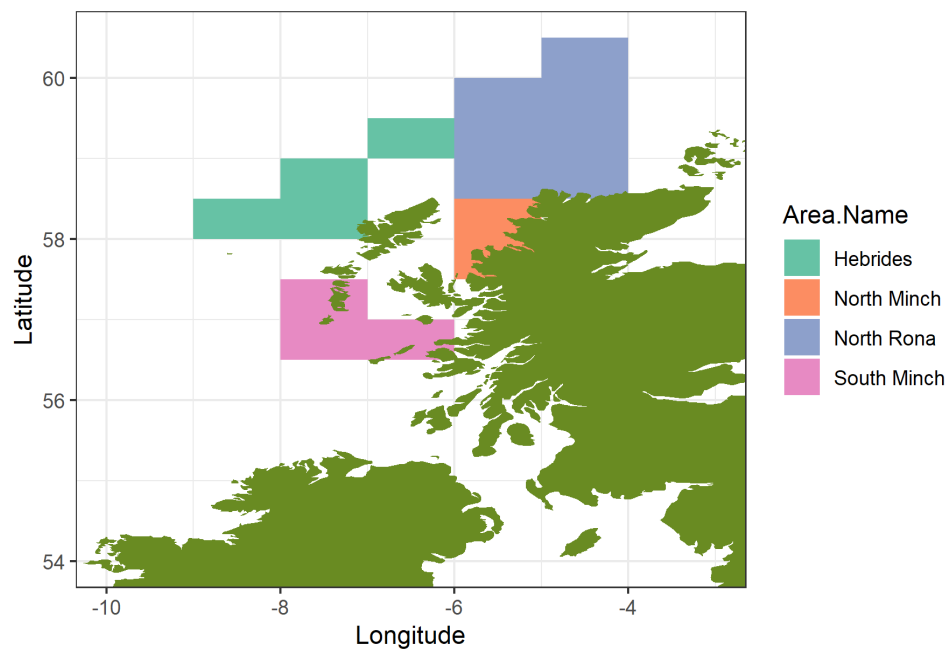 60
58
56
54
-10
-8
-6
-4
Latitude
Longitude
Area.Name
Hebrides
North Minch
North Rona
South Minch